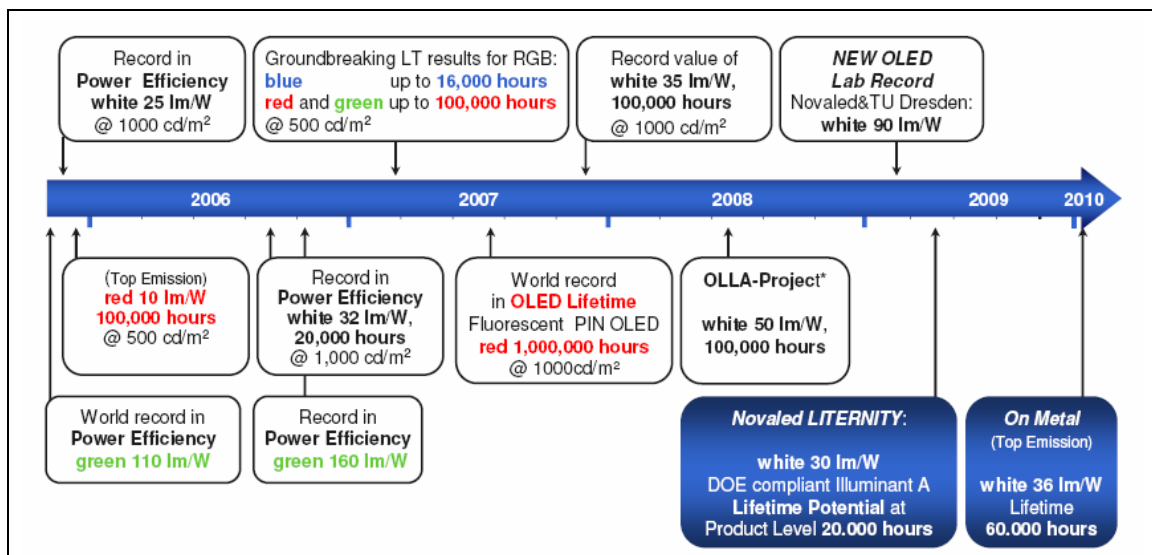 Record in
Power Efficiency
white 25 lm/W
@ 1000 cd/m²
Groundbreaking LT results for RGB:
blue up to 16,000 hours
red and green up to 100,000 hours
@ 500 cd/m²
Record value of
white 35 lm/W,
100,000 hours
@ 1000 cd/m²
NEW OLED
Lab Record
Novaled&TU Dresden:
white 90 lm/W
2006 2007 2008 2009 2010
(Top Emission)
red 10 lm/W
100,000 hours
@ 500 cd/m²
Record in
Power Efficiency
white 32 lm/W,
20,000 hours
@ 1,000 cd/m²
World record
in OLED Lifetime
Fluorescent PIN OLED
red 1,000,000 hours
@ 1000cd/m²
OLLA-Project*
white 50 lm/W,
100,000 hours
World record in
Power Efficiency
green 110 lm/W
Record in
Power Efficiency
green 160 lm/W
Novaled LITERNITY:
white 30 lm/W
DOE compliant Illuminant A
Lifetime Potential at
Product Level 20.000 hours
On Metal
(Top Emission)
white 36 lm/W
Lifetime
60.000 hours